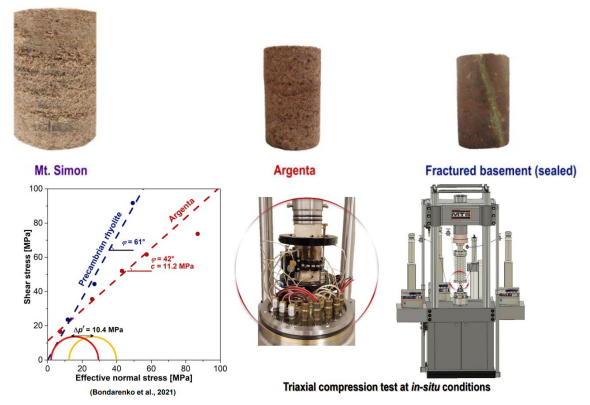 Mt. Simon
Argenta
Fractured basement (sealed)
100
80
60
40
20
0
Shear stress [MPa]
Precambrian rhyolite
Argenta
φ = 61°
φ = 42°
c = 11.2 MPa
Δp^f = 10.4 MPa
0 20 40 60 80 100
Effective normal stress [MPa]
(Bondarenko et al., 2021)
MTS
Triaxial compression test at in-situ conditions